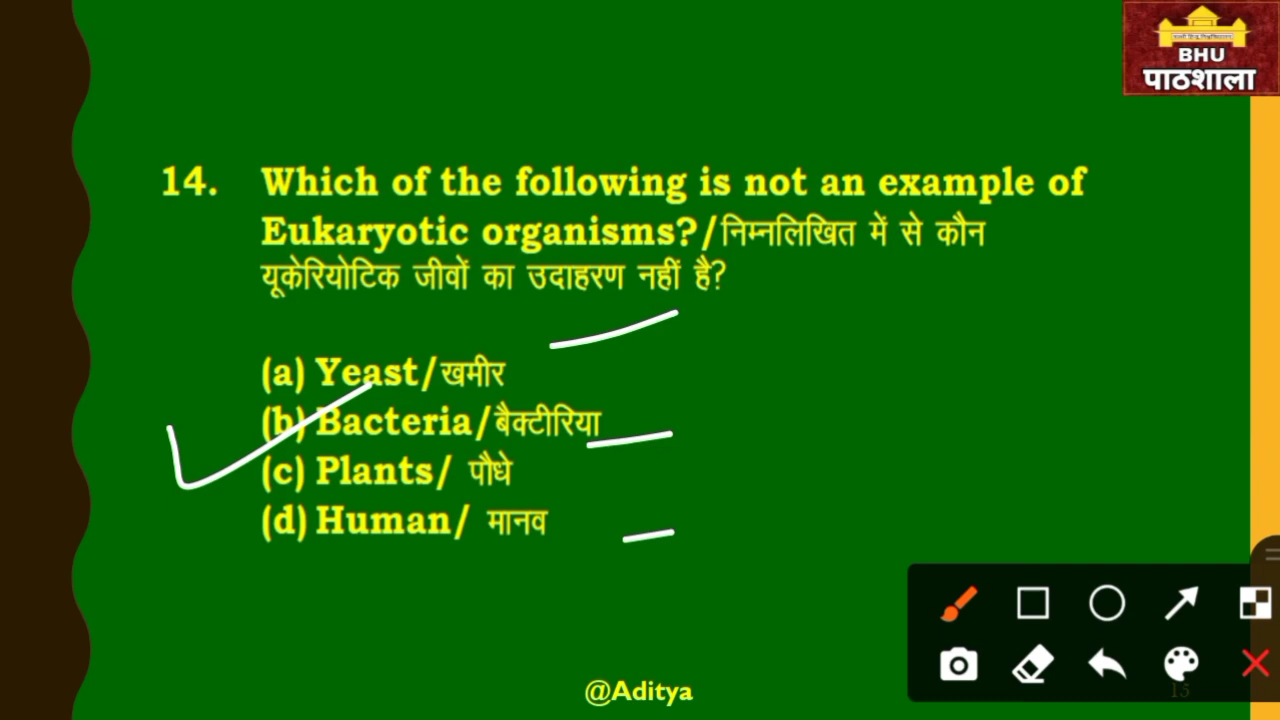 BHU
पाठशाला
14. Which of the following is not an example of
Eukaryotic organisms?/निम्नलिखित में से कौन
यूकेरियोटिक जीवों का उदाहरण नहीं है?
(a) Yeast/खमीर
(b) Bacteria/बैक्टीरिया
(c) Plants/ पौधे
(d) Human/ मानव
@Aditya
13